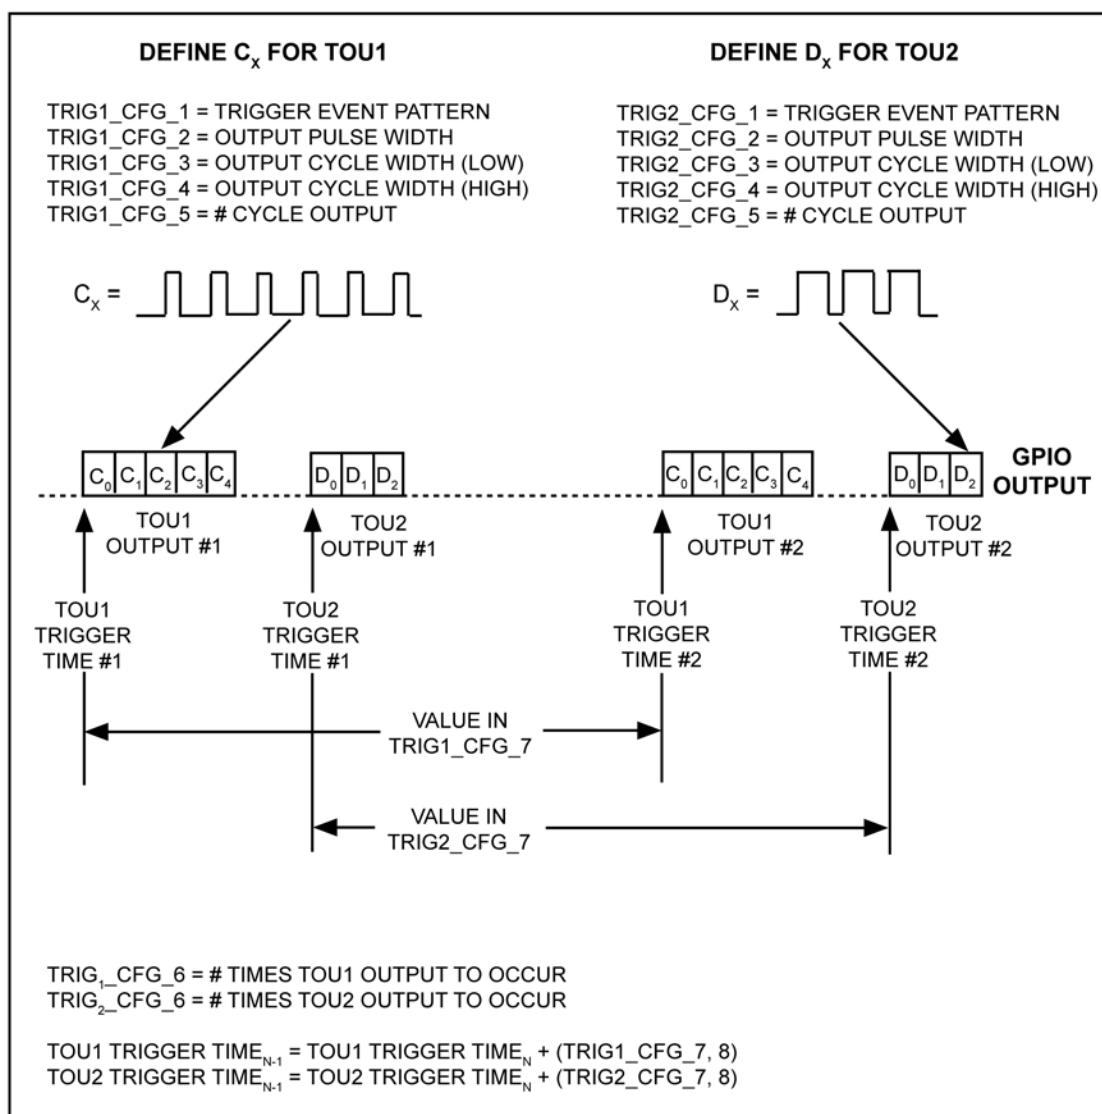 DEFINE Cx FOR TOU1
TRIG1_CFG_1 = TRIGGER EVENT PATTERN
TRIG1_CFG_2 = OUTPUT PULSE WIDTH
TRIG1_CFG_3 = OUTPUT CYCLE WIDTH (LOW)
TRIG1_CFG_4 = OUTPUT CYCLE WIDTH (HIGH)
TRIG1_CFG_5 = # CYCLE OUTPUT
DEFINE Dx FOR TOU2
TRIG2_CFG_1 = TRIGGER EVENT PATTERN
TRIG2_CFG_2 = OUTPUT PULSE WIDTH
TRIG2_CFG_3 = OUTPUT CYCLE WIDTH (LOW)
TRIG2_CFG_4 = OUTPUT CYCLE WIDTH (HIGH)
TRIG2_CFG_5 = # CYCLE OUTPUT
Cx =
Dx =
C0 C1 C2 C3 C4
D0 D1 D2
C0 C1 C2 C3 C4
D0 D1 D2
GPIO
OUTPUT
TOU1
OUTPUT #1
TOU2
OUTPUT #1
TOU1
OUTPUT #2
TOU2
OUTPUT #2
TOU1
TRIGGER
TIME #1
TOU2
TRIGGER
TIME #1
TOU1
TRIGGER
TIME #2
TOU2
TRIGGER
TIME #2
VALUE IN
TRIG1_CFG_7
VALUE IN
TRIG2_CFG_7
TRIG1_CFG_6 = # TIMES TOU1 OUTPUT TO OCCUR
TRIG2_CFG_6 = # TIMES TOU2 OUTPUT TO OCCUR
TOU1 TRIGGER TIMEN-1 = TOU1 TRIGGER TIMEN + (TRIG1_CFG_7, 8)
TOU2 TRIGGER TIMEN-1 = TOU2 TRIGGER TIMEN + (TRIG2_CFG_7, 8)